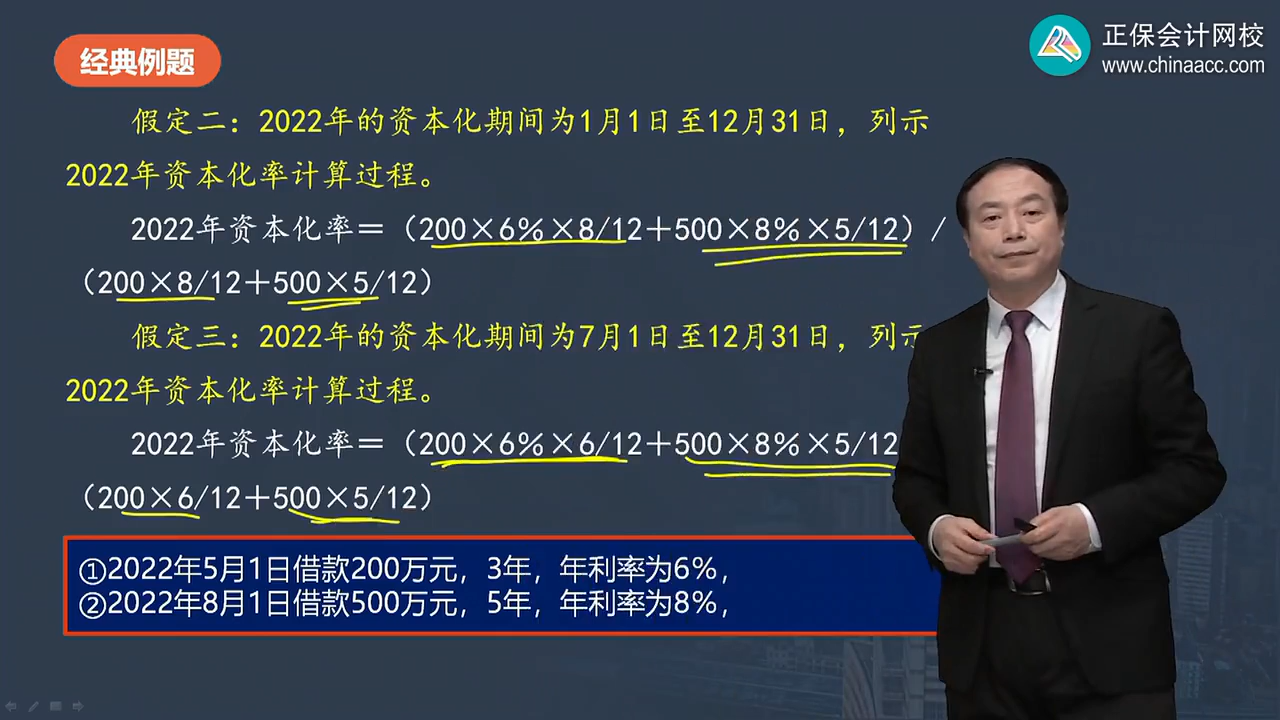 正保会计网校
www.chinaacc.com
经典例题
假定二：2022年的资本化期间为1月1日至12月31日，列示
2022年资本化率计算过程。
2022年资本化率＝（200×6%×8/12＋500×8%×5/12）/
（200×8/12＋500×5/12）
假定三：2022年的资本化期间为7月1日至12月31日，列示
2022年资本化率计算过程。
2022年资本化率＝（200×6%×6/12＋500×8%×5/12
（200×6/12＋500×5/12）
①2022年5月1日借款200万元，3年，年利率为6%，
②2022年8月1日借款500万元，5年，年利率为8%，